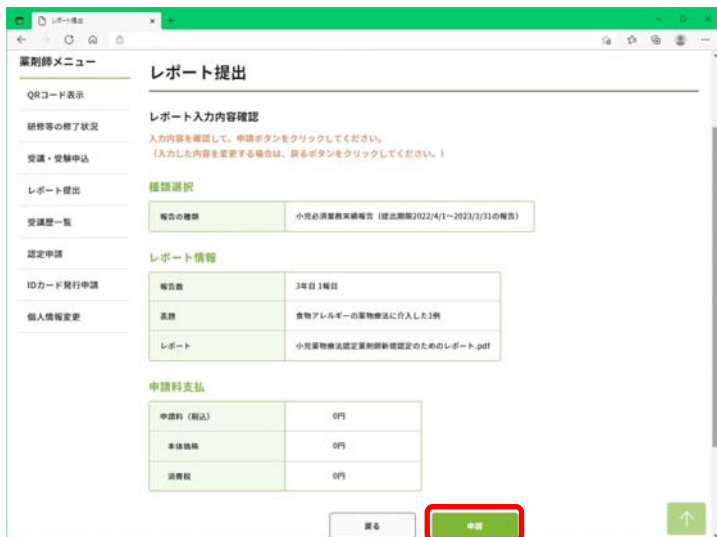 レポート提出
薬剤師メニュー
QRコード表示
研修等の修了状況
受講・受験申込
レポート提出
受講歴一覧
認定申請
IDカード発行申請
個人情報変更
レポート提出
レポート入力内容確認
入力内容を確認して、申請ボタンをクリックしてください。
（入力した内容を変更する場合は、戻るボタンをクリックしてください。）
種類選択
報告の種類 小児必須業務実績報告（提出期限2022/4/1～2023/3/31の報告）
レポート情報
報告数 3年目 1報目
表題 食物アレルギーの薬物療法に介入した1例
レポート 小児薬物療法認定薬剤師新規認定のためのレポート.pdf
申請料支払
申請料（税込） 0円
本体価格 0円
消費税 0円
戻る 申請